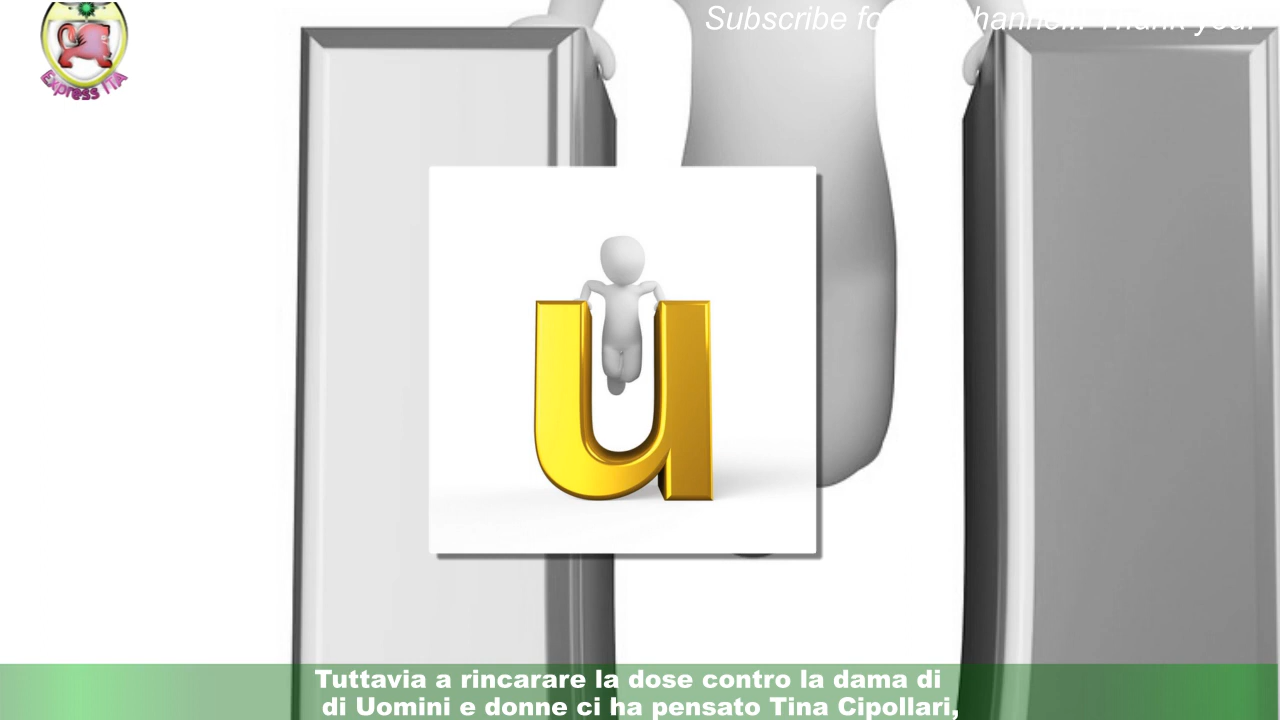 Subscribe fo hannel!! Thank you!
Express ITA
u
Tuttavia a rincarare la dose contro la dama di
di Uomini e donne ci ha pensato Tina Cipollari,